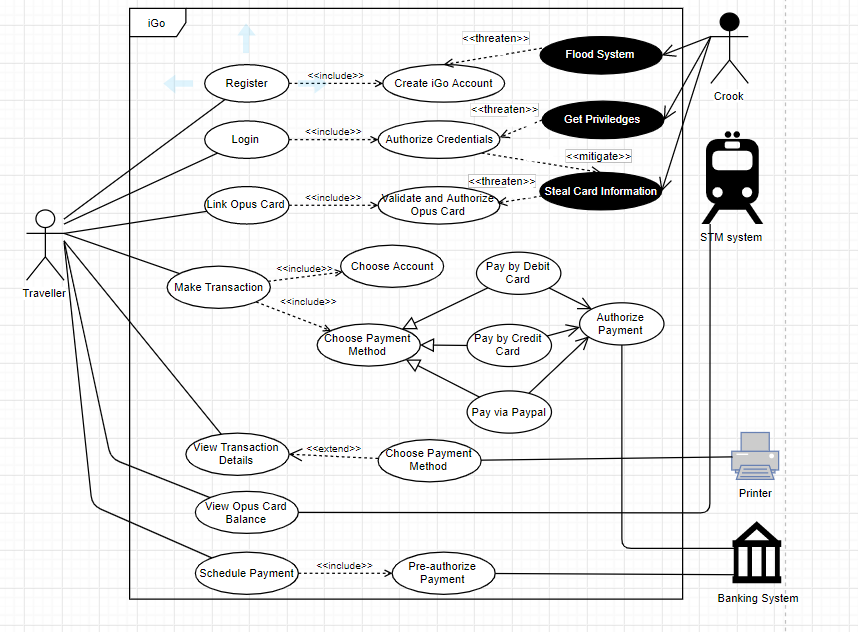 iGo
<<threaten>>
Flood System
Crook
Register
<<include>>
Create iGo Account
<<threaten>>
Get Priviledges
Login
<<include>>
Authorize Credentials
<<mitigate>>
<<threaten>>
Steal Card Information
Link Opus Card
<<include>>
Validate and Authorize
Opus Card
STM system
Traveller
Make Transaction
<<include>>
Choose Account
<<include>>
Pay by Debit
Card
Authorize
Payment
Choose Payment
Method
Pay by Credit
Card
Pay via Paypal
View Transaction
Details
<<extend>>
Choose Payment
Method
Printer
View Opus Card
Balance
Schedule Payment
<<include>>
Pre-authorize
Payment
Banking System